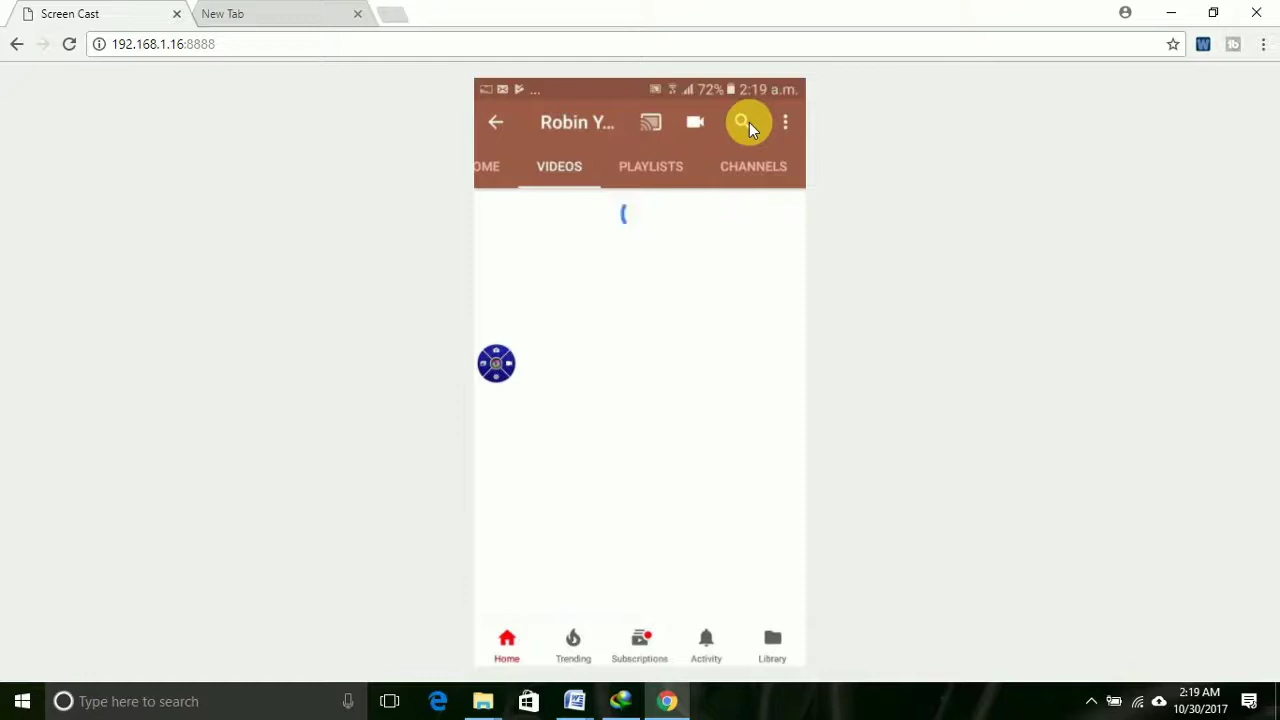 Screen Cast
New Tab
192.168.1.16:8888
... 72% 2:19 a.m.
Robin Y...
OME VIDEOS PLAYLISTS CHANNELS
Home Trending Subscriptions Activity Library
Type here to search
2:19 AM
10/30/2017